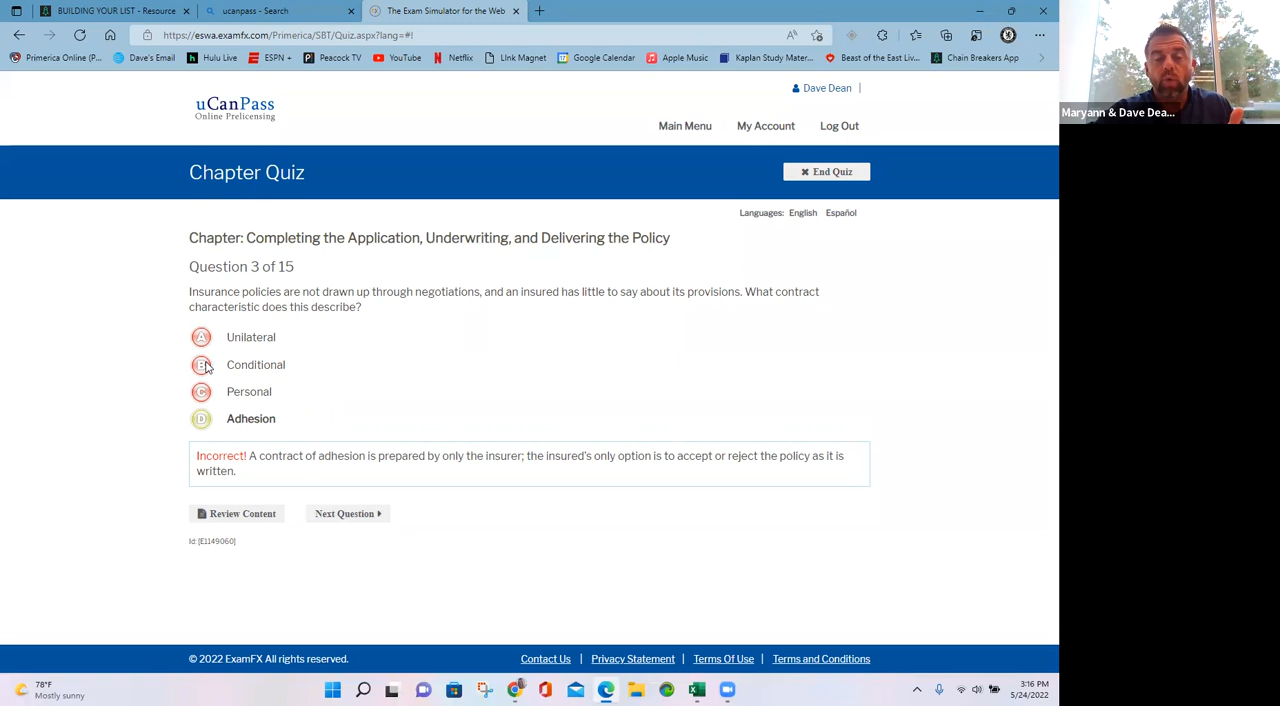 BUILDING YOUR LIST - Resource
ucanpass - Search
The Exam Simulator for the Web
https://eswa.examfx.com/Primerica/SBT/Quiz.aspx?lang=#!
Primerica Online (P...
Dave's Email
Hulu Live
ESPN +
Peacock TV
YouTube
Netflix
LInk Magnet
Google Calendar
Apple Music
Kaplan Study Mater...
Beast of the East Liv...
Chain Breakers App
Maryann & Dave Dea...
Dave Dean
uCanPass
Online Prelicensing
Main Menu
My Account
Log Out
Chapter Quiz
End Quiz
Languages: English Español
Chapter: Completing the Application, Underwriting, and Delivering the Policy
Question 3 of 15
Insurance policies are not drawn up through negotiations, and an insured has little to say about its provisions. What contract
characteristic does this describe?
A Unilateral
B Conditional
C Personal
D Adhesion
Incorrect! A contract of adhesion is prepared by only the insurer; the insured's only option is to accept or reject the policy as it is
written.
Review Content
Next Question
Id: [E1149060]
© 2022 ExamFX All rights reserved.
Contact Us | Privacy Statement | Terms Of Use | Terms and Conditions
78°F
Mostly sunny
3:16 PM
5/24/2022